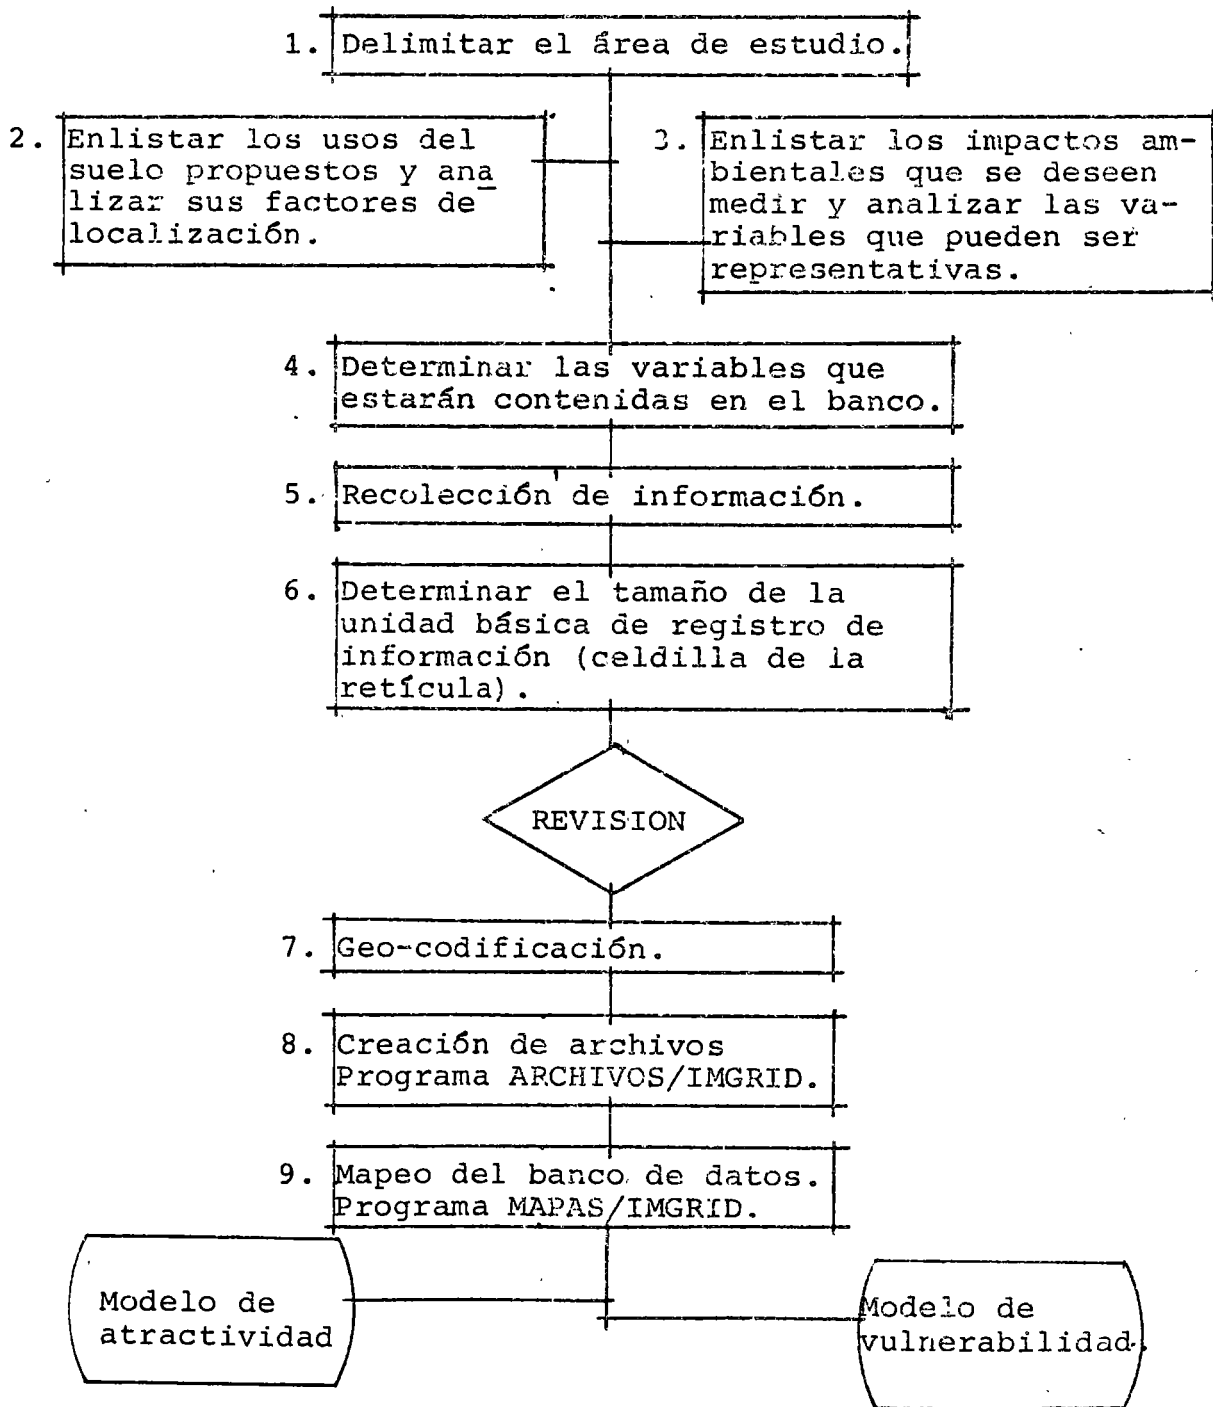 1. Delimitar el área de estudio.
2. Enlistar los usos del
suelo propuestos y ana
lizar sus factores de
localización.
3. Enlistar los impactos am-
bientales que se deseen
medir y analizar las va-
riables que pueden ser
representativas.
4. Determinar las variables que
estarán contenidas en el banco.
5. Recolección de información.
6. Determinar el tamaño de la
unidad básica de registro de
información (celdilla de la
retícula).
REVISION
7. Geo-codificación.
8. Creación de archivos
Programa ARCHIVOS/IMGRID.
9. Mapeo del banco de datos.
Programa MAPAS/IMGRID.
Modelo de
atractividad
Modelo de
vulnerabilidad.